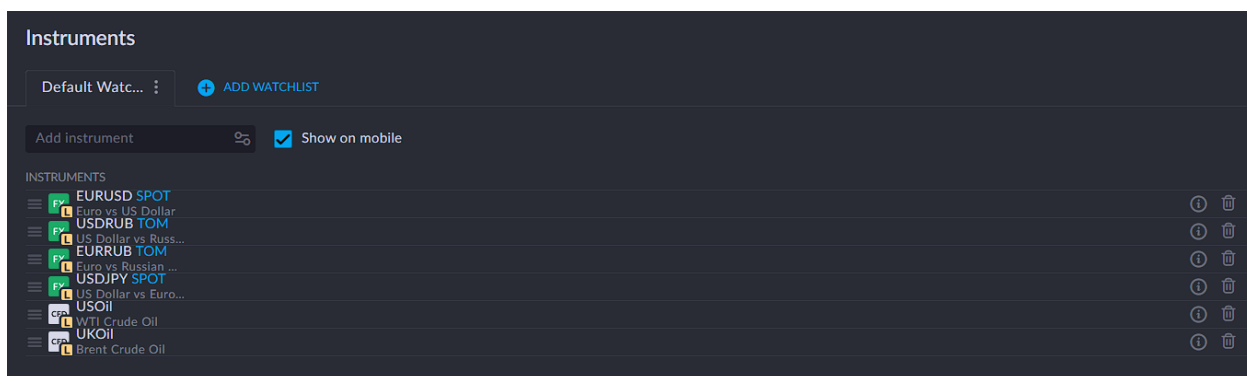 Instruments
Default Watc...
ADD WATCHLIST
Add instrument
Show on mobile
INSTRUMENTS
FX
L
EURUSD SPOT
Euro vs US Dollar
FX
L
USDRUB TOM
US Dollar vs Russ...
FX
L
EURRUB TOM
Euro vs Russian ...
FX
L
USDJPY SPOT
US Dollar vs Euro...
CFD
L
USOil
WTI Crude Oil
CFD
L
UKOil
Brent Crude Oil